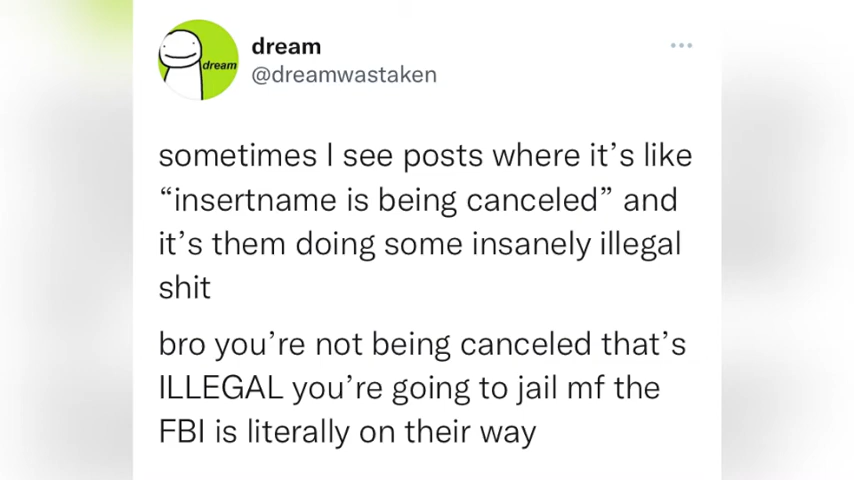 dream
@dreamwastaken
dream
sometimes I see posts where it’s like
“insertname is being canceled” and
it’s them doing some insanely illegal
shit
bro you’re not being canceled that’s
ILLEGAL you’re going to jail mf the
FBI is literally on their way